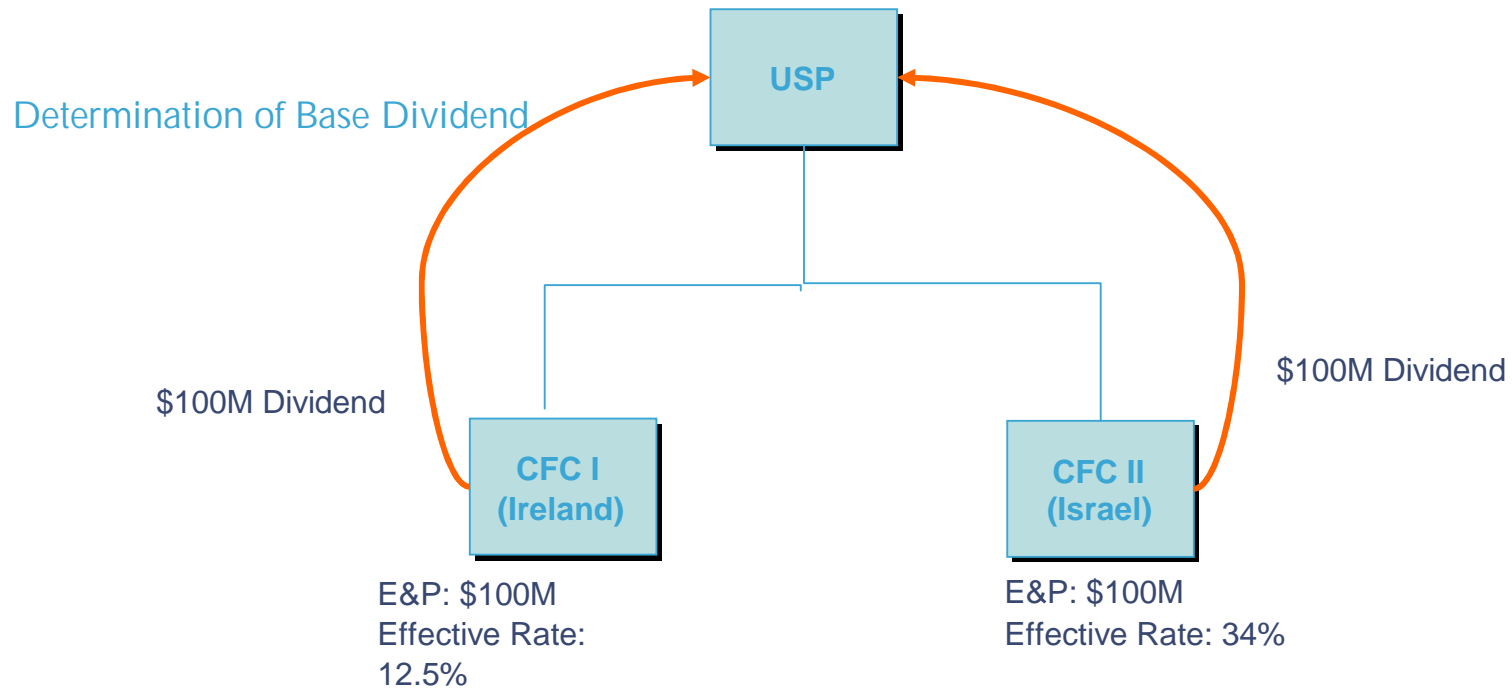 USP
Determination of Base Dividend
$100M Dividend
$100M Dividend
CFC I
(Ireland)
CFC II
(Israel)
E&P: $100M
Effective Rate:
12.5%
E&P: $100M
Effective Rate: 34%